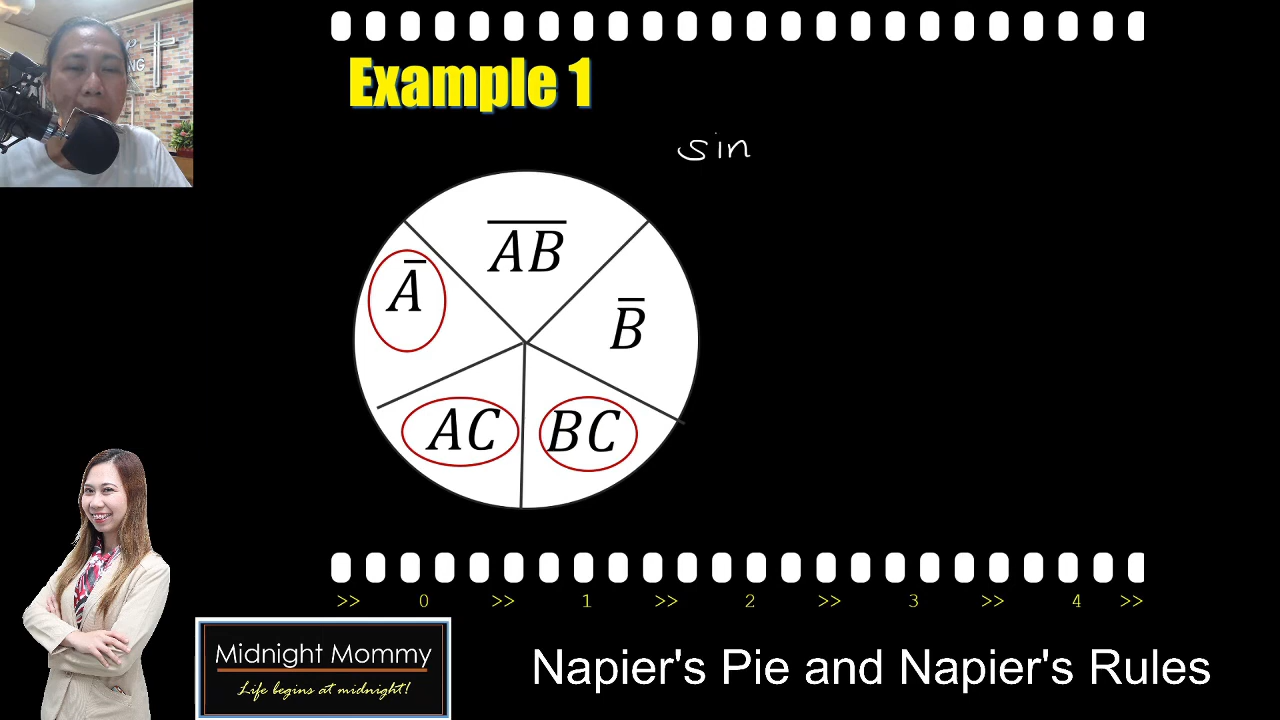 NG
Example 1
sin
A̅B̅
A̅
B̅
AC
BC
>> 0 >> 1 >> 2 >> 3 >> 4 >>
Midnight Mommy
Life begins at midnight!
Napier's Pie and Napier's Rules